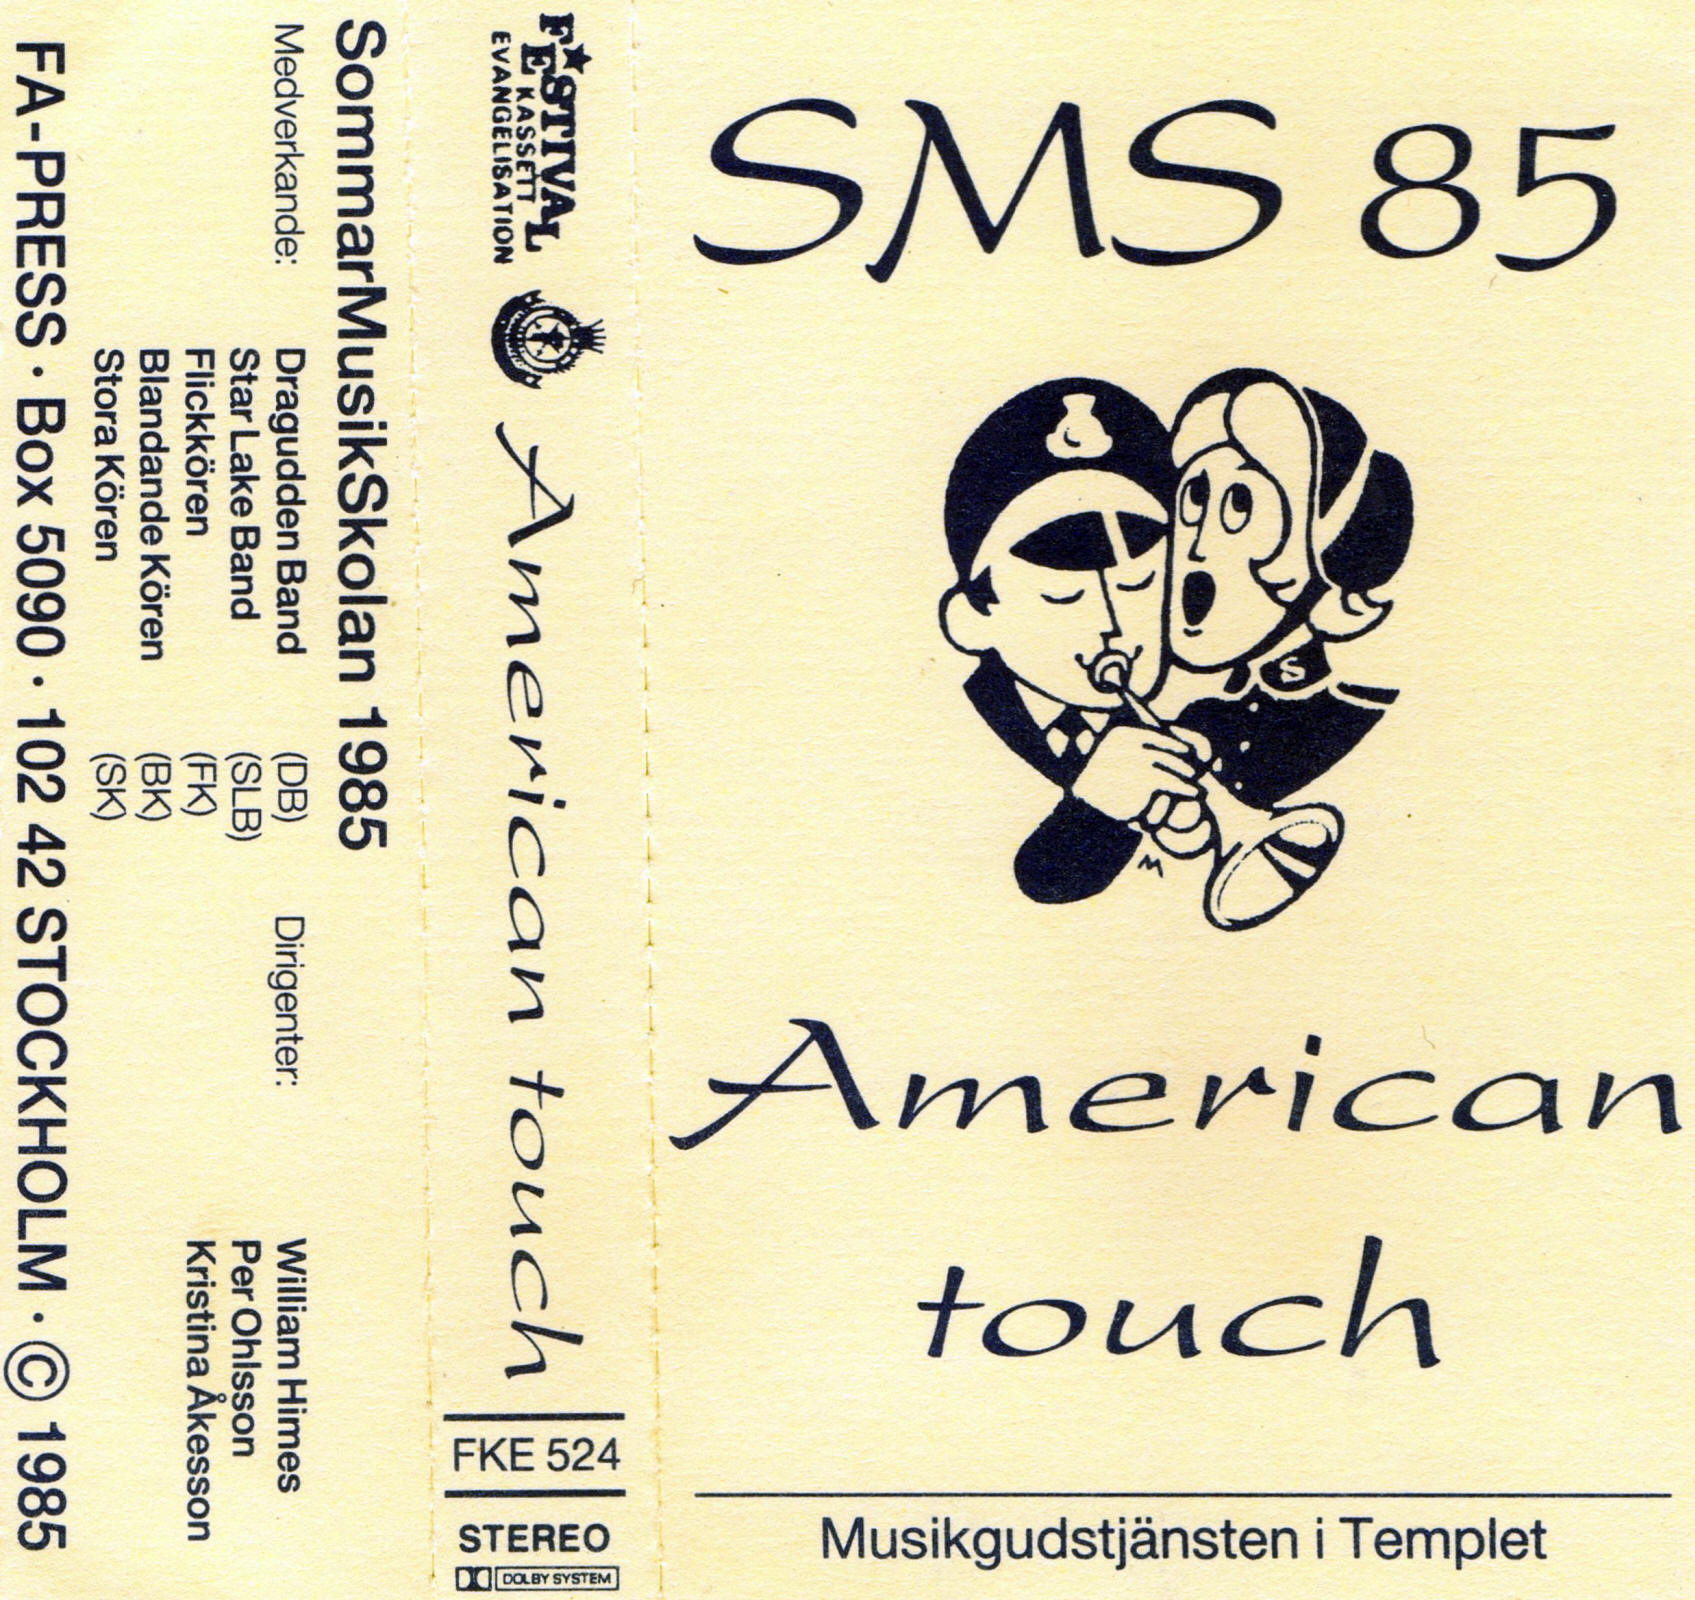 SMS 85
S
M
American
touch
Musikgudstjänsten i Templet
FESTIVAL
KASSETT
EVANGELISATION
American touch
FKE 524
STEREO
DOLBY SYSTEM
SommarMusikSkolan 1985
Medverkande: Dragudden Band (DB) Dirigenter: William Himes
Star Lake Band (SLB) Per Ohlsson
Flickkören (FK) Kristina Åkesson
Blandande Kören (BK)
Stora Kören (SK)
FA-PRESS · Box 5090 · 102 42 STOCKHOLM · © 1985